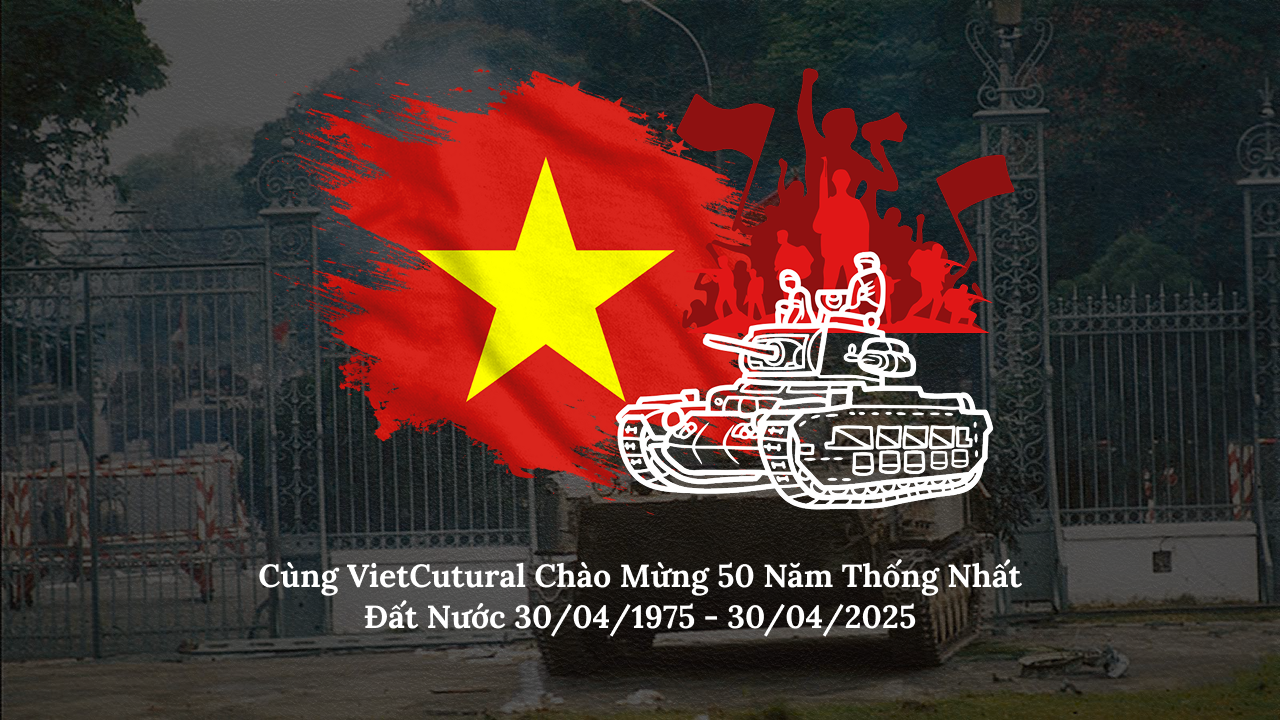 Cùng VietCutural Chào Mừng 50 Năm Thống Nhất
Đất Nước 30/04/1975 - 30/04/2025